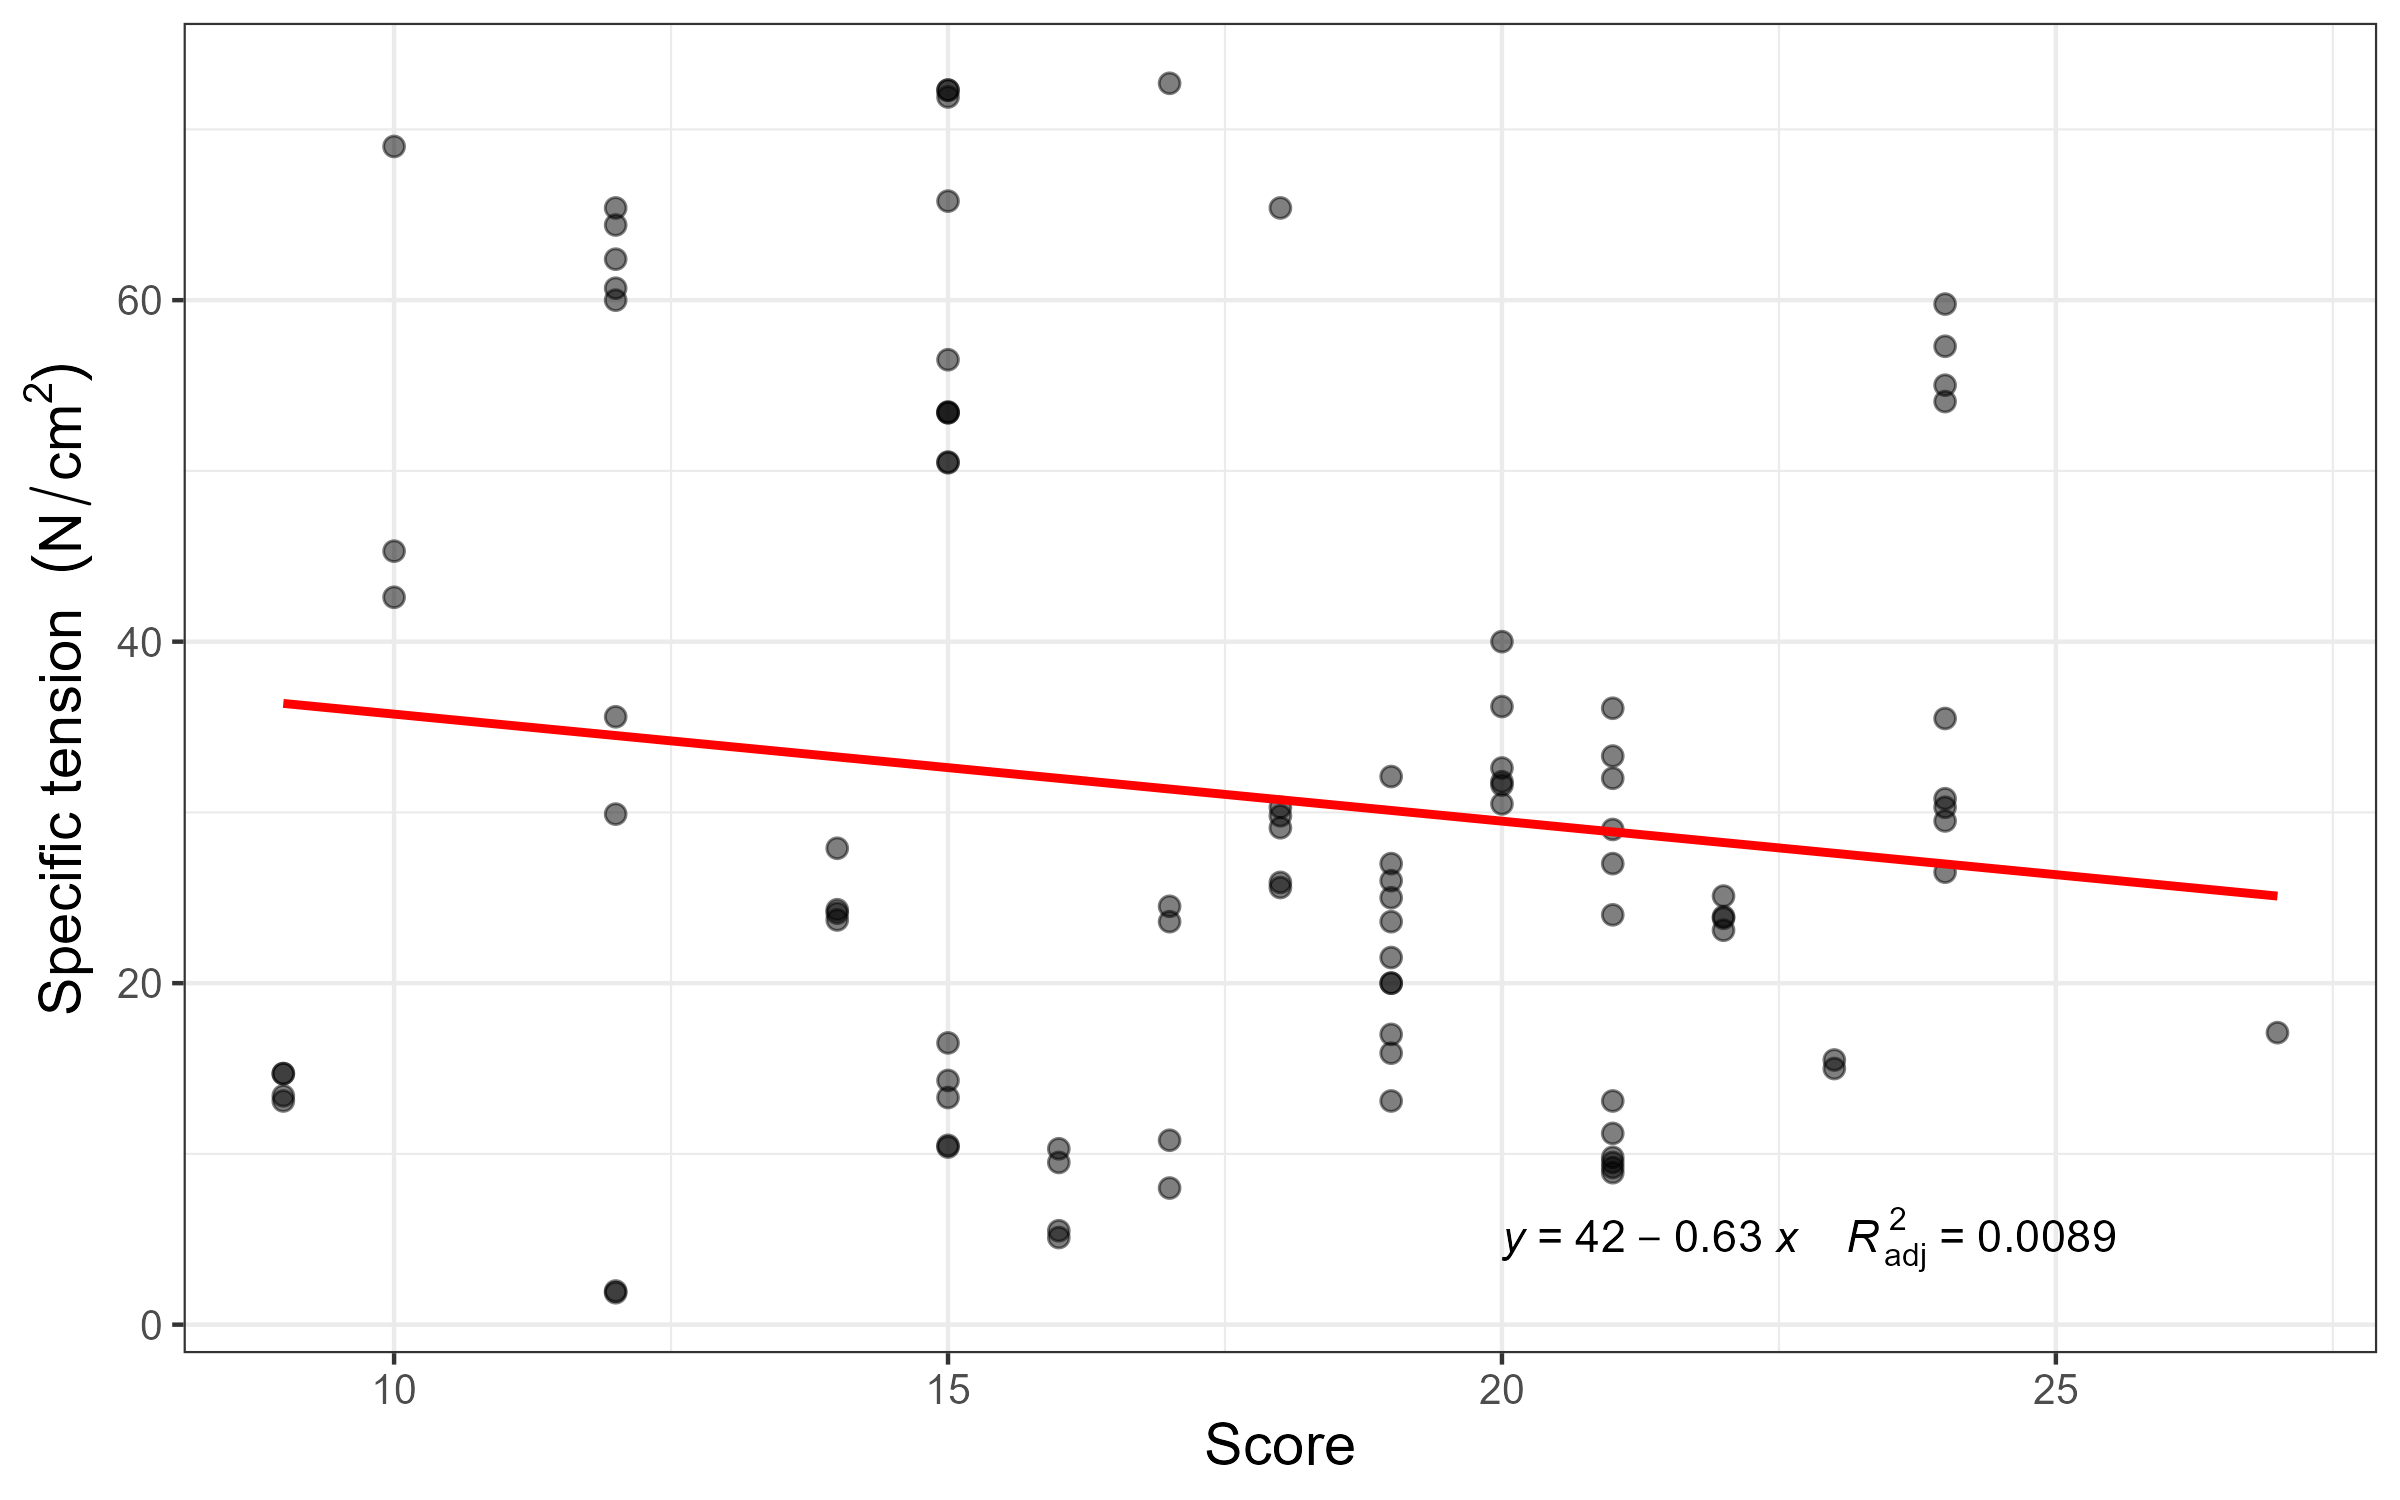 Specific tension (N/cm²)
60
40
20
0
y = 42 − 0.63 x R²adj = 0.0089
10 15 20 25
Score